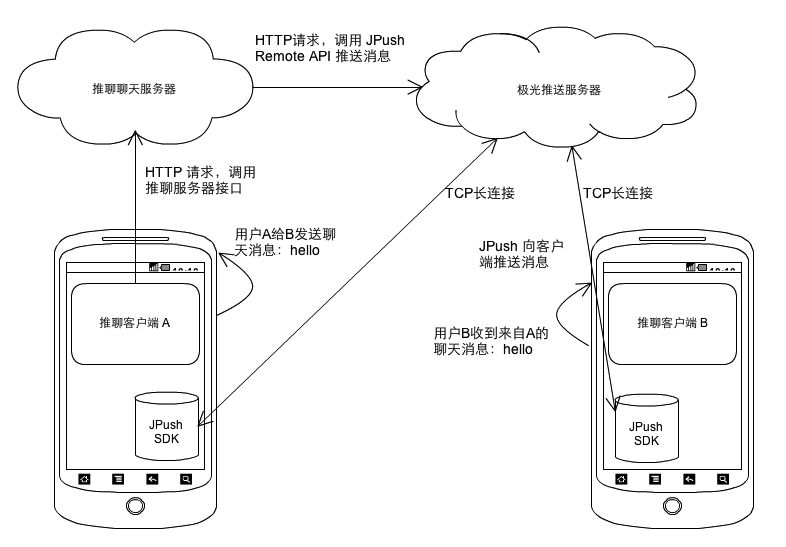 HTTP请求，调用 JPush
Remote API 推送消息
推聊聊天服务器
极光推送服务器
HTTP 请求，调用
推聊服务器接口
TCP长连接
TCP长连接
用户A给B发送聊
天消息：hello
JPush 向客户
端推送消息
推聊客户端 A
推聊客户端 B
用户B收到来自A的
聊天消息：hello
JPush
SDK
JPush
SDK